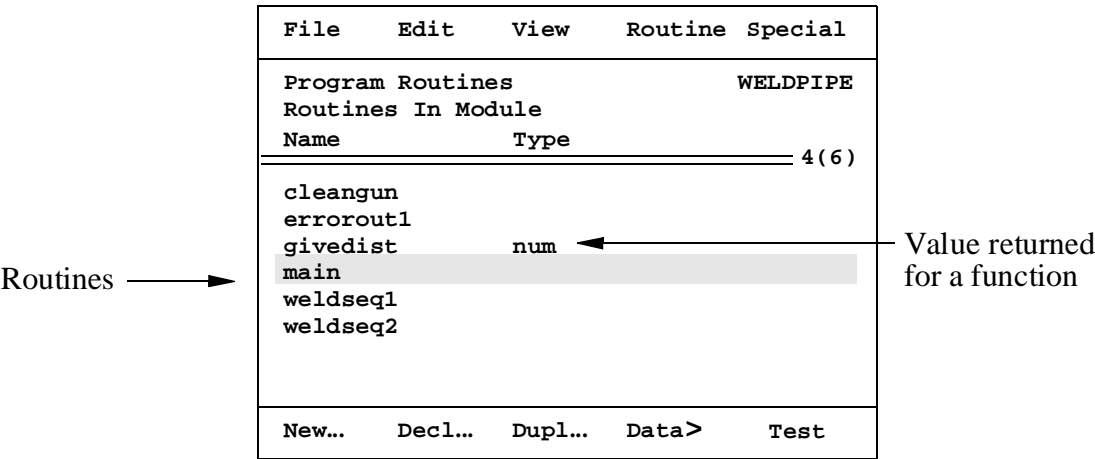 File Edit View Routine Special
Program Routines WELDPIPE
Routines In Module
Name Type
4(6)
cleangun
errorout1
givedist num
main
weldseq1
weldseq2
New… Decl… Dupl… Data> Test
Routines
Value returned
for a function